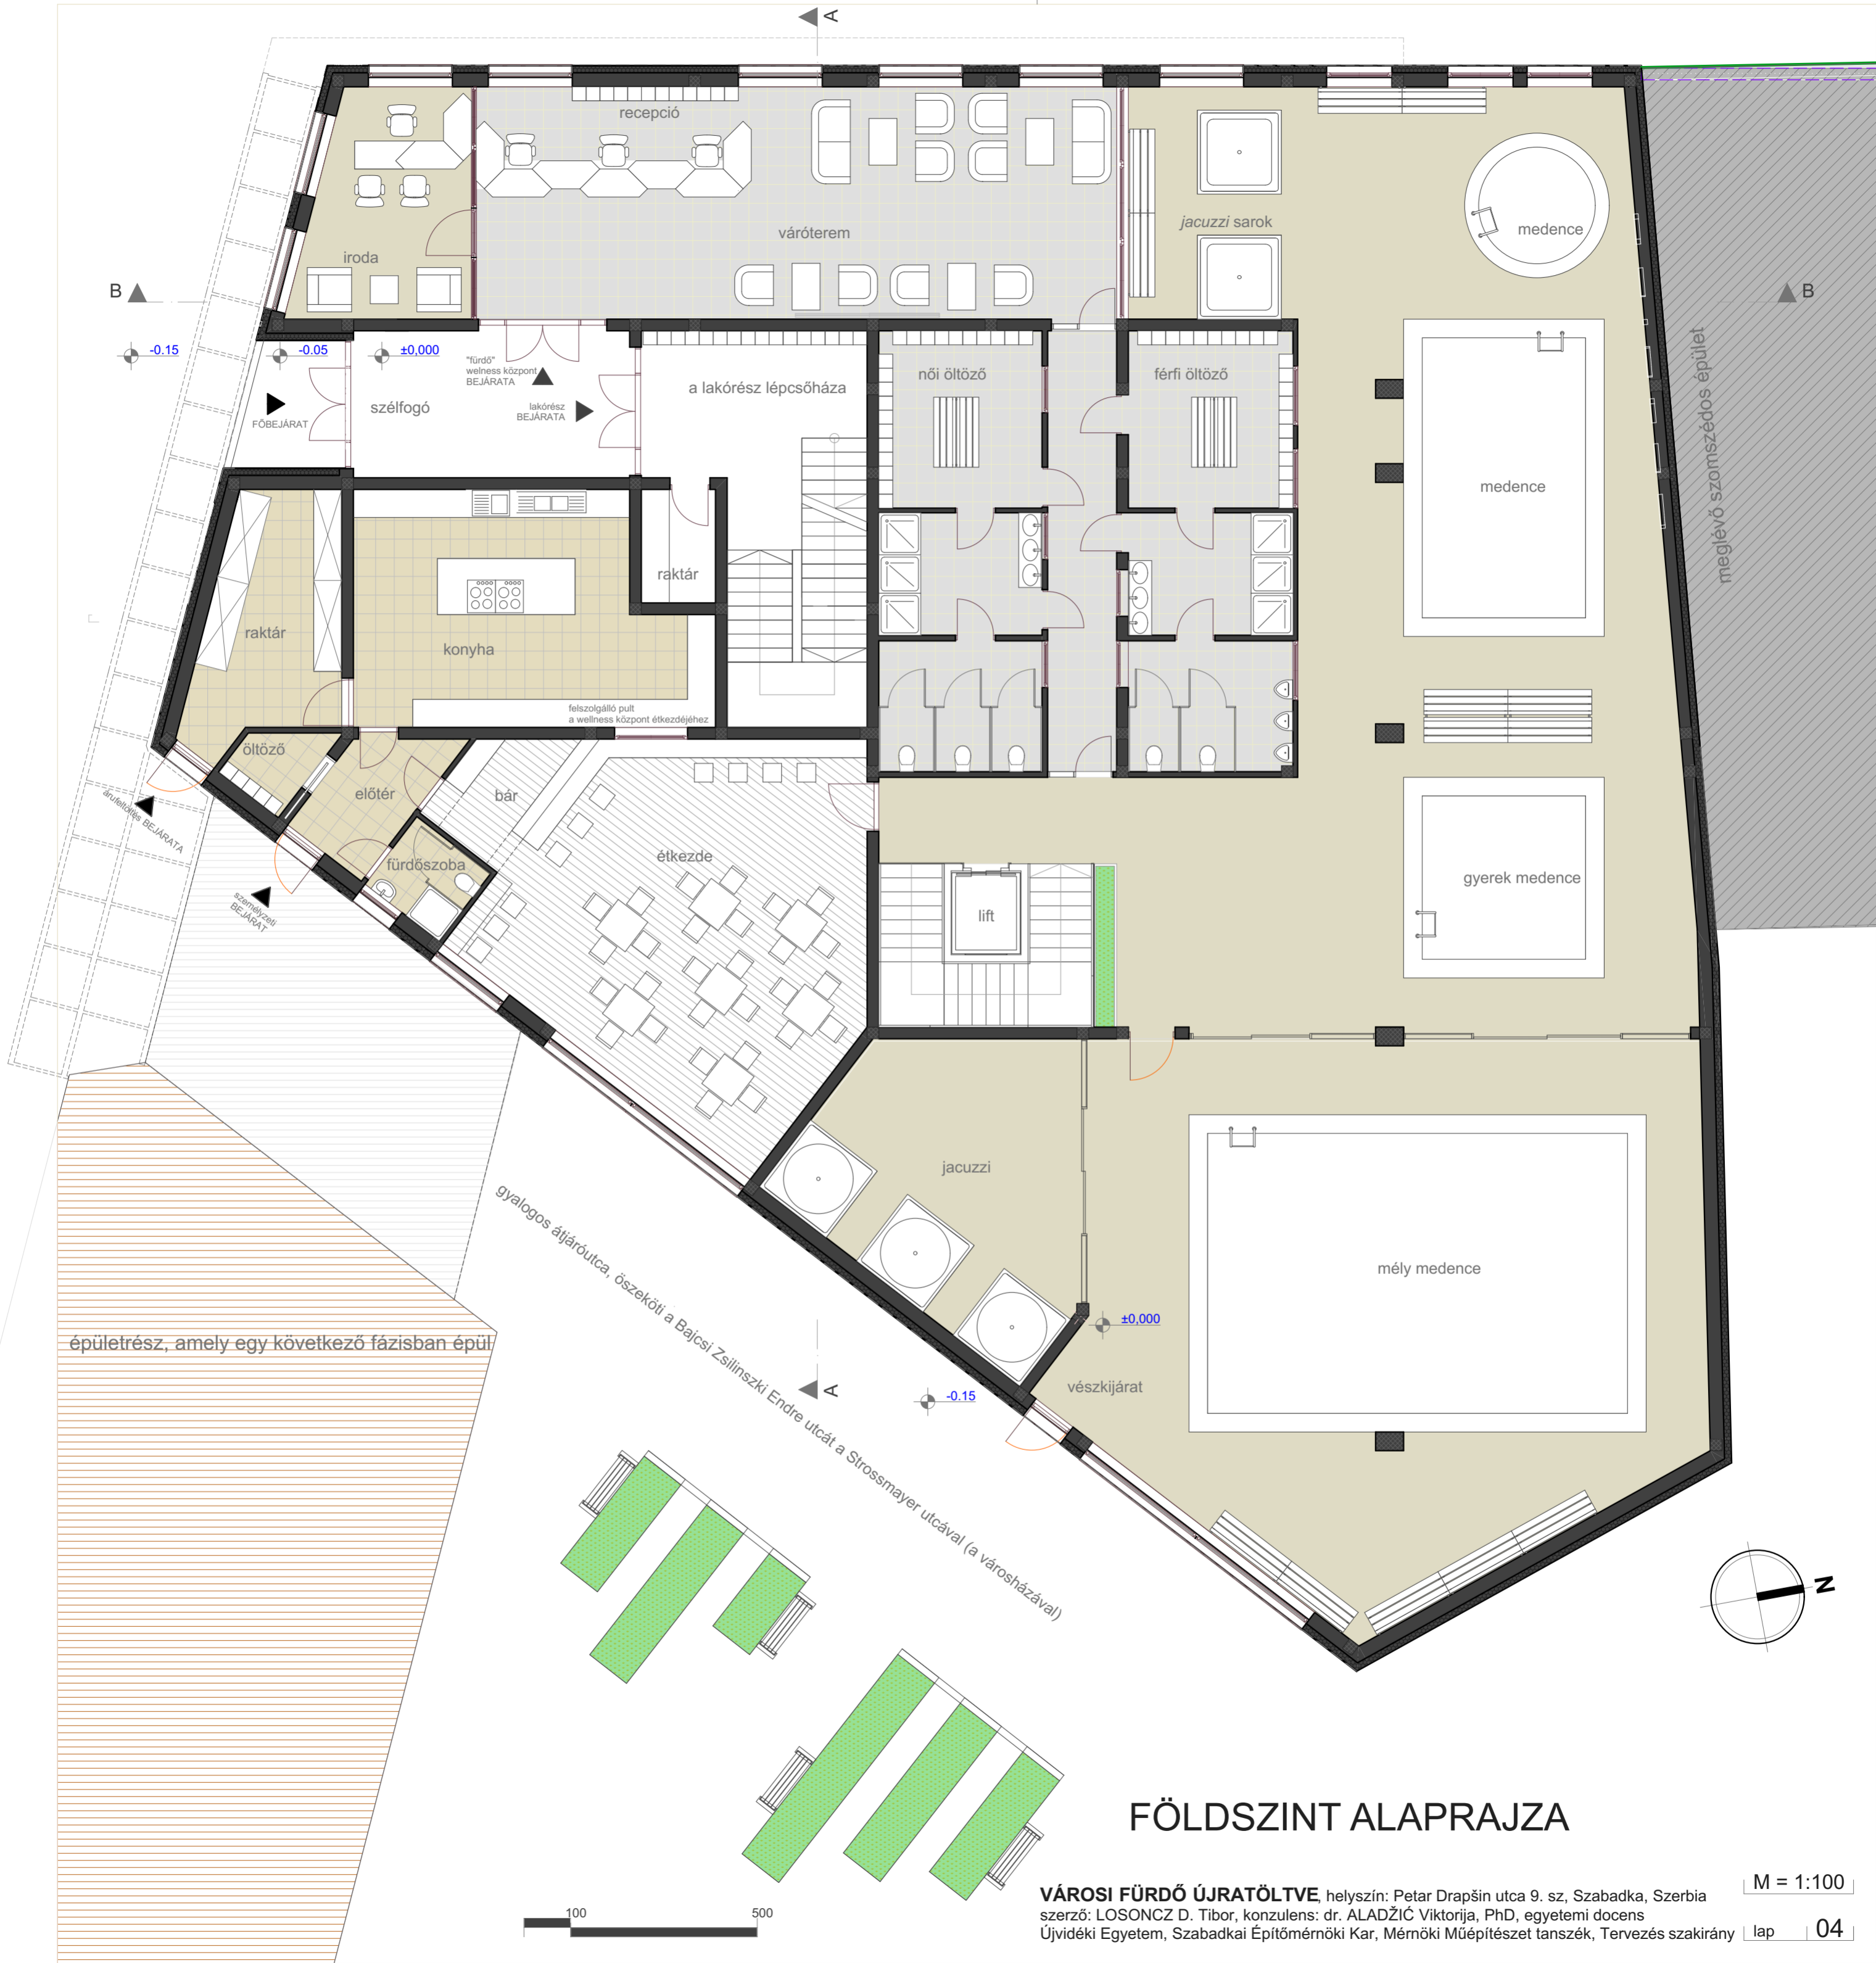 A
recepció
iroda
váróterem
jacuzzi sarok
medence
B
B
-0.15
-0.05
±0,000
"fürdő"
welness központ
BEJÁRATA
FŐBEJÁRAT
szélfogó
lakórész
BEJÁRATA
a lakórész lépcsőháza
női öltöző
férfi öltöző
medence
meglévő szomszédos épület
raktár
konyha
raktár
felszolgálló pult
a wellness központ étkezdéjéhez
öltöző
előtér
bár
étkezde
fürdőszoba
árufeltöltés BEJÁRATA
személyzeti
BEJÁRAT
lift
gyerek medence
jacuzzi
mély medence
±0,000
vészkijárat
-0.15
A
gyalogos átjáróutca, öszeköti a Bajcsi Zsilinszki Endre utcát a Strossmayer utcával (a városházával)
épületrész, amely egy következő fázisban épül
N
FÖLDSZINT ALAPRAJZA
M = 1:100
VÁROSI FÜRDŐ ÚJRATÖLTVE, helyszín: Petar Drapšin utca 9. sz, Szabadka, Szerbia
szerző: LOSONCZ D. Tibor, konzulens: dr. ALADŽIĆ Viktorija, PhD, egyetemi docens
Újvidéki Egyetem, Szabadkai Építőmérnöki Kar, Mérnöki Műépítészet tanszék, Tervezés szakirány
lap 04
100 500